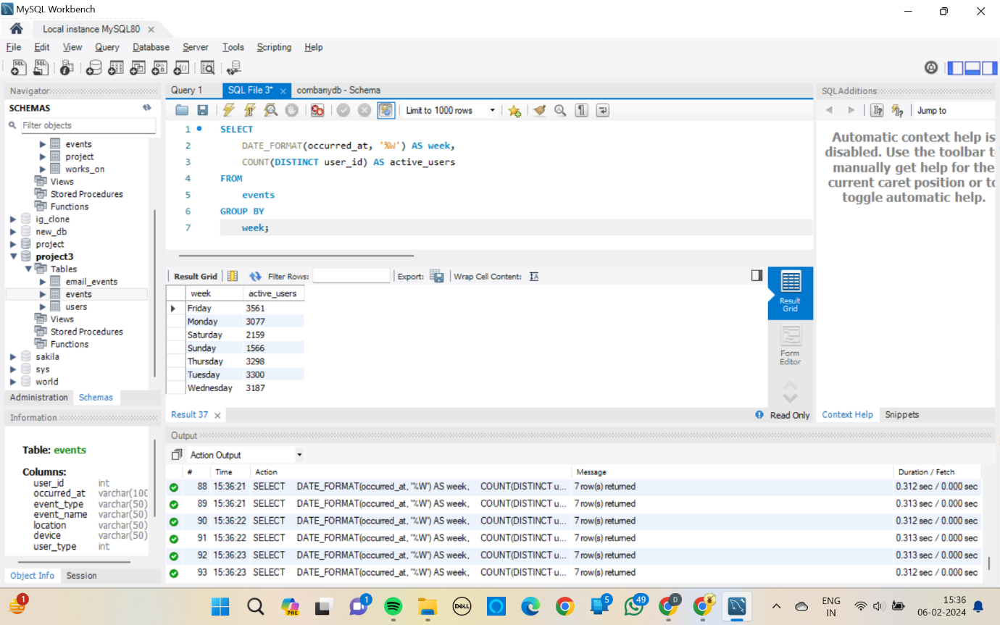 MySQL Workbench
Local instance MySQL80
File Edit View Query Database Server Tools Scripting Help
Navigator
SCHEMAS
Filter objects
events
project
works_on
Views
Stored Procedures
Functions
ig_clone
new_db
project
project3
Tables
email_events
events
users
Views
Stored Procedures
Functions
sakila
sys
world
Administration Schemas
Information
Table: events
Columns:
user_id int
occurred_at varchar(100
event_type varchar(50)
event_name varchar(50)
location varchar(50)
device varchar(50)
user_type int
Object Info Session
Query 1 SQL File 3* combanydb - Schema
Limit to 1000 rows
1 SELECT
2 DATE_FORMAT(occurred_at, '%W') AS week,
3 COUNT(DISTINCT user_id) AS active_users
4 FROM
5 events
6 GROUP BY
7 week;
Result Grid Filter Rows: Export: Wrap Cell Content:
week active_users
Friday 3561
Monday 3077
Saturday 2159
Sunday 1566
Thursday 3298
Tuesday 3300
Wednesday 3187
Result Grid
Form Editor
Result 37 Read Only
SQLAdditions
Jump to
Automatic context help is
disabled. Use the toolbar t
manually get help for the
current caret position or to
toggle automatic help.
Context Help Snippets
Output
Action Output
# Time Action Message Duration / Fetch
88 15:36:21 SELECT DATE_FORMAT(occurred_at, '%W') AS week, COUNT(DISTINCT u... 7 row(s) returned 0.312 sec / 0.000 sec
89 15:36:21 SELECT DATE_FORMAT(occurred_at, '%W') AS week, COUNT(DISTINCT u... 7 row(s) returned 0.313 sec / 0.000 sec
90 15:36:22 SELECT DATE_FORMAT(occurred_at, '%W') AS week, COUNT(DISTINCT u... 7 row(s) returned 0.312 sec / 0.000 sec
91 15:36:22 SELECT DATE_FORMAT(occurred_at, '%W') AS week, COUNT(DISTINCT u... 7 row(s) returned 0.313 sec / 0.000 sec
92 15:36:23 SELECT DATE_FORMAT(occurred_at, '%W') AS week, COUNT(DISTINCT u... 7 row(s) returned 0.313 sec / 0.000 sec
93 15:36:23 SELECT DATE_FORMAT(occurred_at, '%W') AS week, COUNT(DISTINCT u... 7 row(s) returned 0.312 sec / 0.000 sec
1 PRE 1 DELL 5 49 D
ENG
IN
15:36
06-02-2024